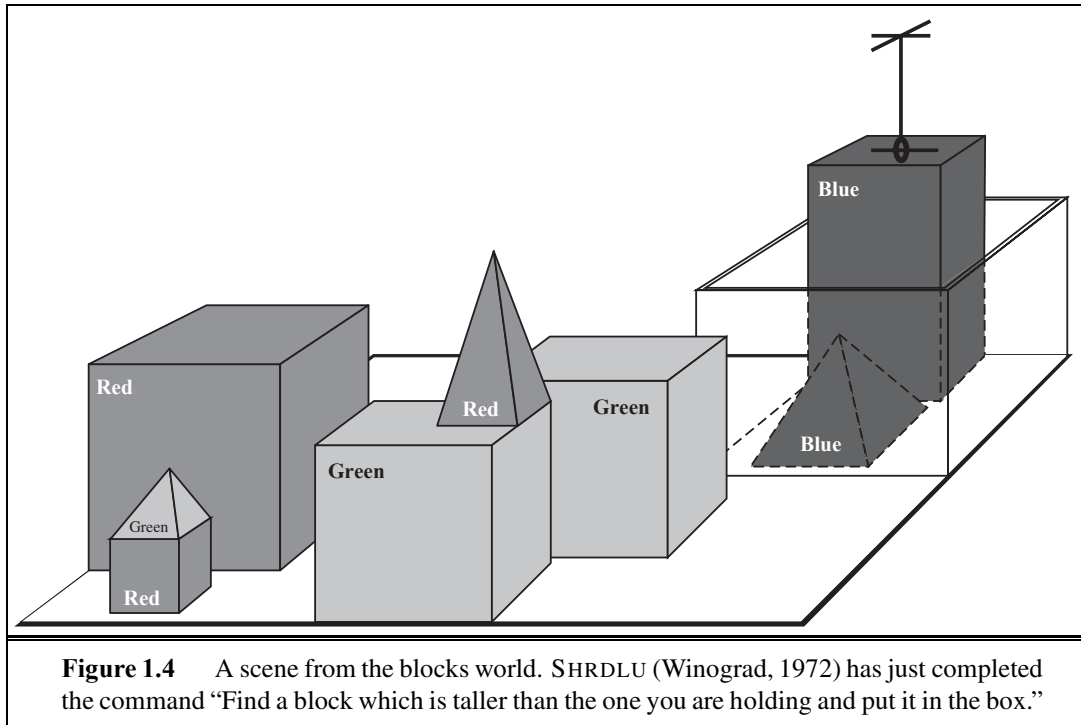 Blue
Red
Red
Green
Green
Blue
Green
Red
Figure 1.4 A scene from the blocks world. SHRDLU (Winograd, 1972) has just completed
the command “Find a block which is taller than the one you are holding and put it in the box.”